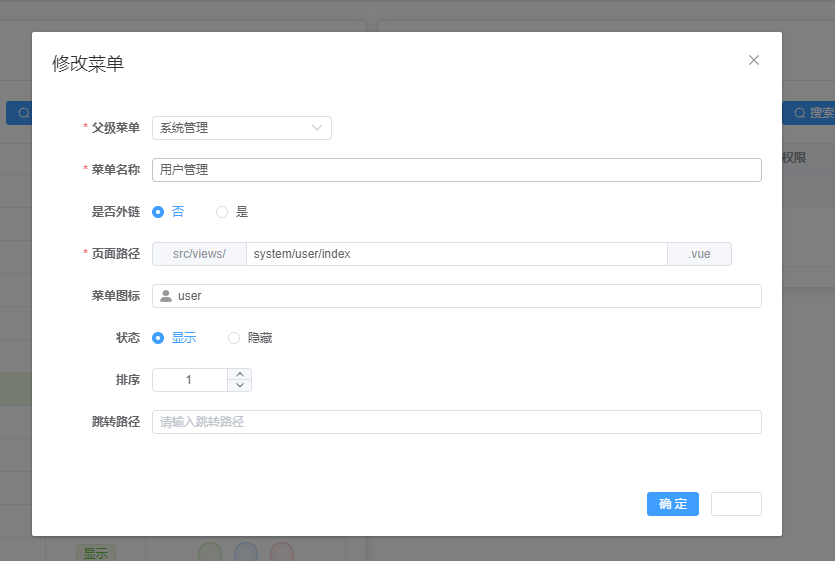 修改菜单
搜索
* 父级菜单 系统管理
权限
* 菜单名称 用户管理
是否外链 否 是
* 页面路径 src/views/ system/user/index .vue
菜单图标 user
状态 显示 隐藏
排序 1
跳转路径 请输入跳转路径
确 定
显示